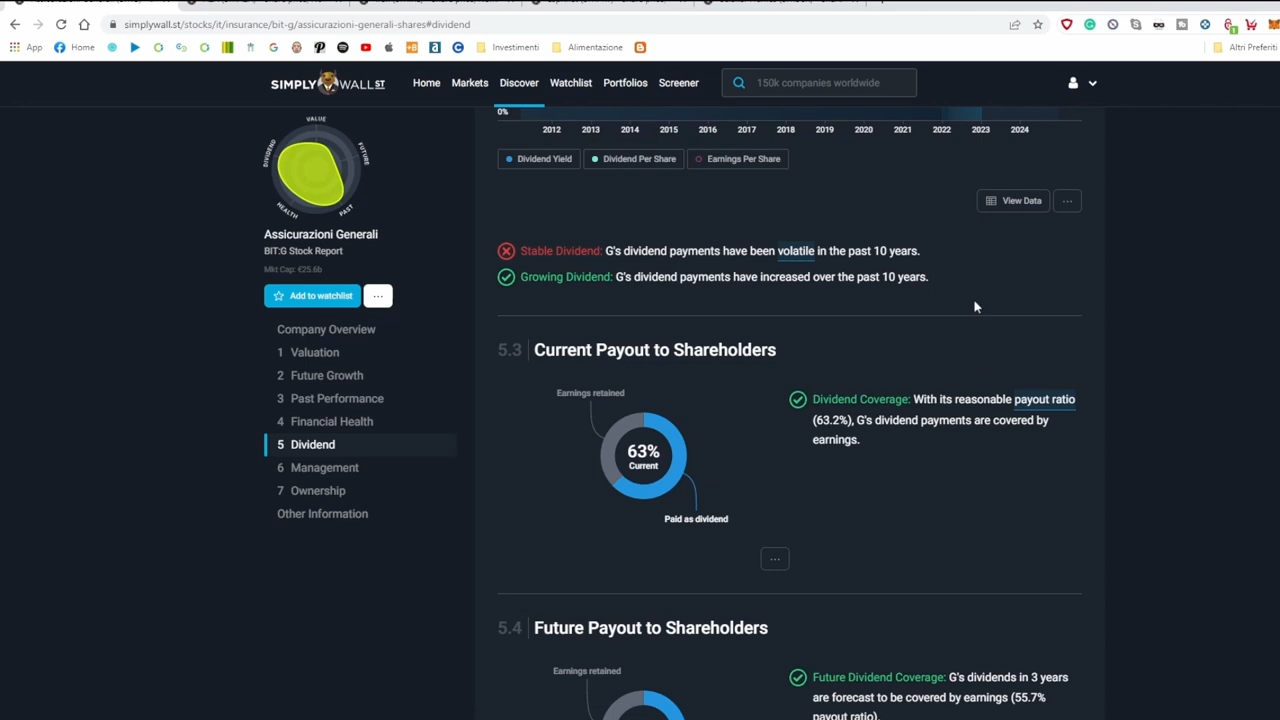 simplywall.st/stocks/it/insurance/bit-g/assicurazioni-generali-shares#dividend
App
Home
Investimenti
Alimentazione
Altri Preferiti
SIMPLY WALL ST
Home
Markets
Discover
Watchlist
Portfolios
Screener
150k companies worldwide
VALUE
FUTURE
PAST
HEALTH
DIVIDEND
Assicurazioni Generali
BIT:G Stock Report
Mkt Cap: €25.6b
Add to watchlist
...
Company Overview
1 Valuation
2 Future Growth
3 Past Performance
4 Financial Health
5 Dividend
6 Management
7 Ownership
Other Information
0%
2012 2013 2014 2015 2016 2017 2018 2019 2020 2021 2022 2023 2024
Dividend Yield
Dividend Per Share
Earnings Per Share
View Data
...
Stable Dividend: G's dividend payments have been volatile in the past 10 years.
Growing Dividend: G's dividend payments have increased over the past 10 years.
5.3 Current Payout to Shareholders
Earnings retained
63%
Current
Paid as dividend
Dividend Coverage: With its reasonable payout ratio
(63.2%), G's dividend payments are covered by
earnings.
...
5.4 Future Payout to Shareholders
Earnings retained
Future Dividend Coverage: G's dividends in 3 years
are forecast to be covered by earnings (55.7%
payout ratio).